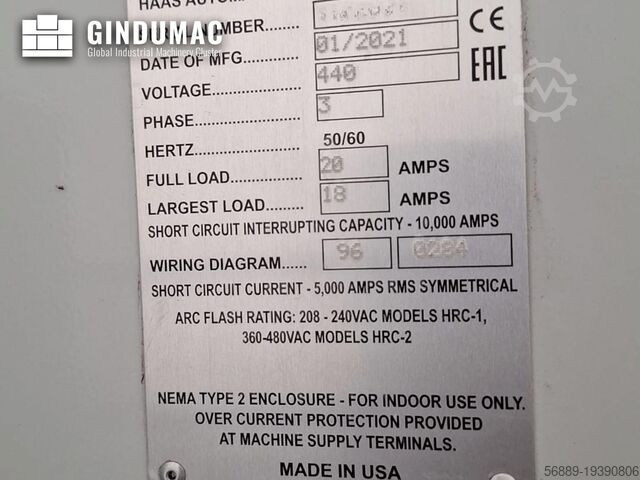 HAAS AUTOM
GINDUMAC
Global Industrial Machinery Cluster
NUMBER
DATE OF MFG............ 01/2021
VOLTAGE............ 440
PHASE............ 3
HERTZ................ 50/60
FULL LOAD............ 20 AMPS
LARGEST LOAD......... 18 AMPS
SHORT CIRCUIT INTERRUPTING CAPACITY - 10,000 AMPS
WIRING DIAGRAM...... 96 0284
SHORT CIRCUIT CURRENT - 5,000 AMPS RMS SYMMETRICAL
ARC FLASH RATING: 208 - 240VAC MODELS HRC-1,
360-480VAC MODELS HRC-2
NEMA TYPE 2 ENCLOSURE - FOR INDOOR USE ONLY.
OVER CURRENT PROTECTION PROVIDED
AT MACHINE SUPPLY TERMINALS.
MADE IN USA
CE
EAC
56889-19390806